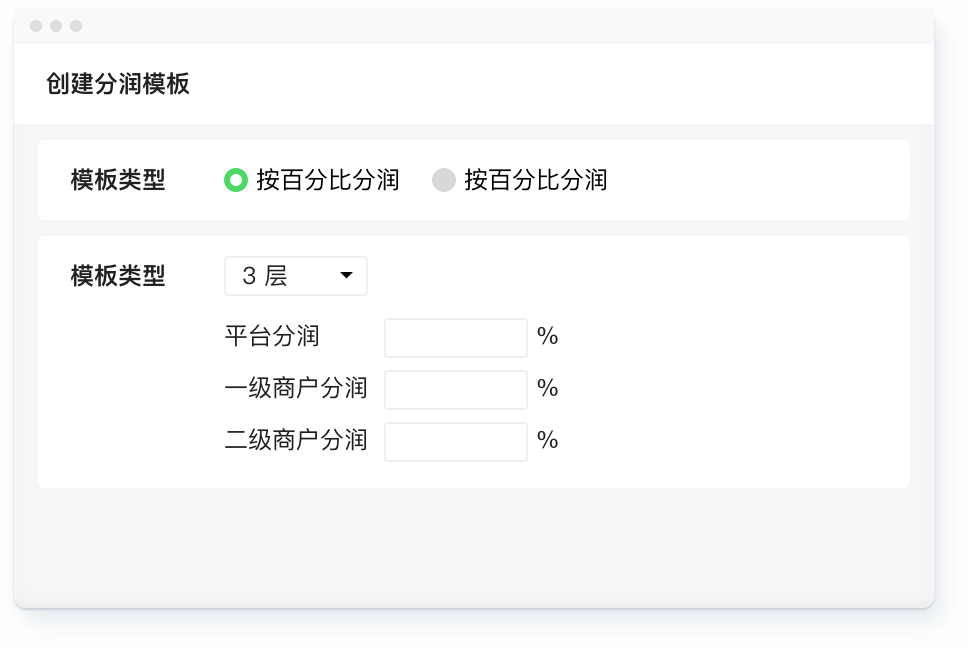 创建分润模板
模板类型 按百分比分润 按百分比分润
模板类型 3 层
平台分润 %
一级商户分润 %
二级商户分润 %